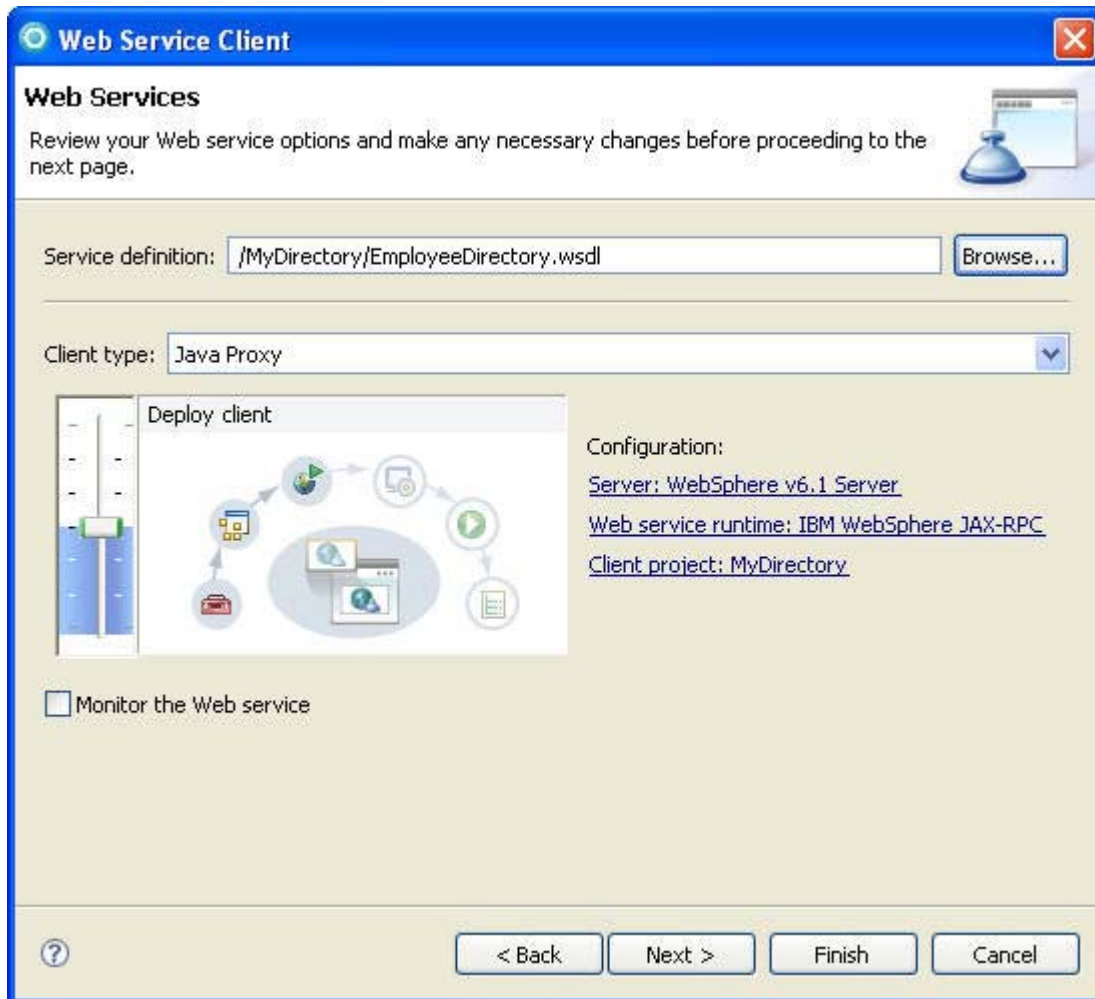 Web Service Client
Web Services
Review your Web service options and make any necessary changes before proceeding to the
next page.
Service definition: /MyDirectory/EmployeeDirectory.wsdl Browse...
Client type: Java Proxy
Deploy client
Configuration:
Server: WebSphere v6.1 Server
Web service runtime: IBM WebSphere JAX-RPC
Client project: MyDirectory
Monitor the Web service
? < Back Next > Finish Cancel